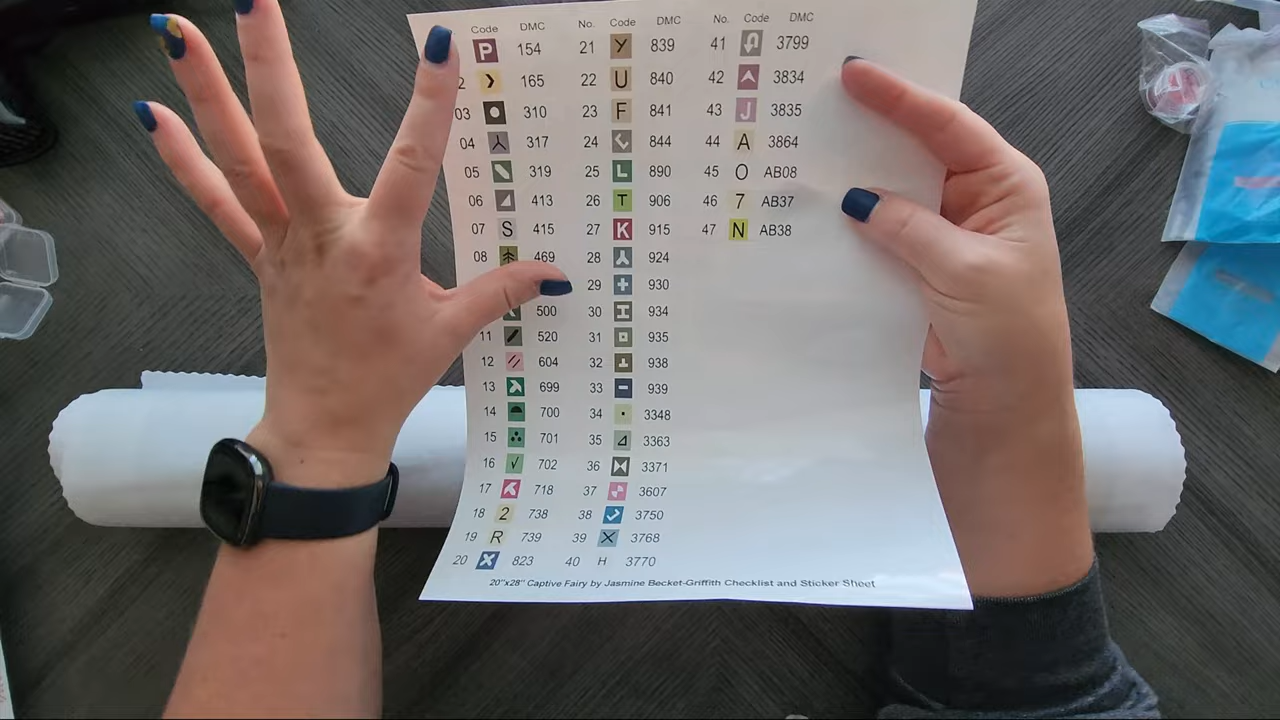 Code DMC No. Code DMC No. Code DMC
P 154 21 Y 839 41 3799
2 165 22 U 840 42 3834
03 310 23 F 841 43 J 3835
04 317 24 844 44 A 3864
05 319 25 L 890 45 O AB08
06 413 26 T 906 46 7 AB37
07 S 415 27 K 915 47 N AB38
08 469 28 924
29 930
500 30 934
11 520 31 935
12 604 32 938
13 699 33 939
14 700 34 3348
15 701 35 3363
16 702 36 3371
17 718 37 3607
18 2 738 38 3750
19 R 739 39 X 3768
20 X 823 40 H 3770
20"x28" Captive Fairy by Jasmine Becket-Griffith Checklist and Sticker Sheet